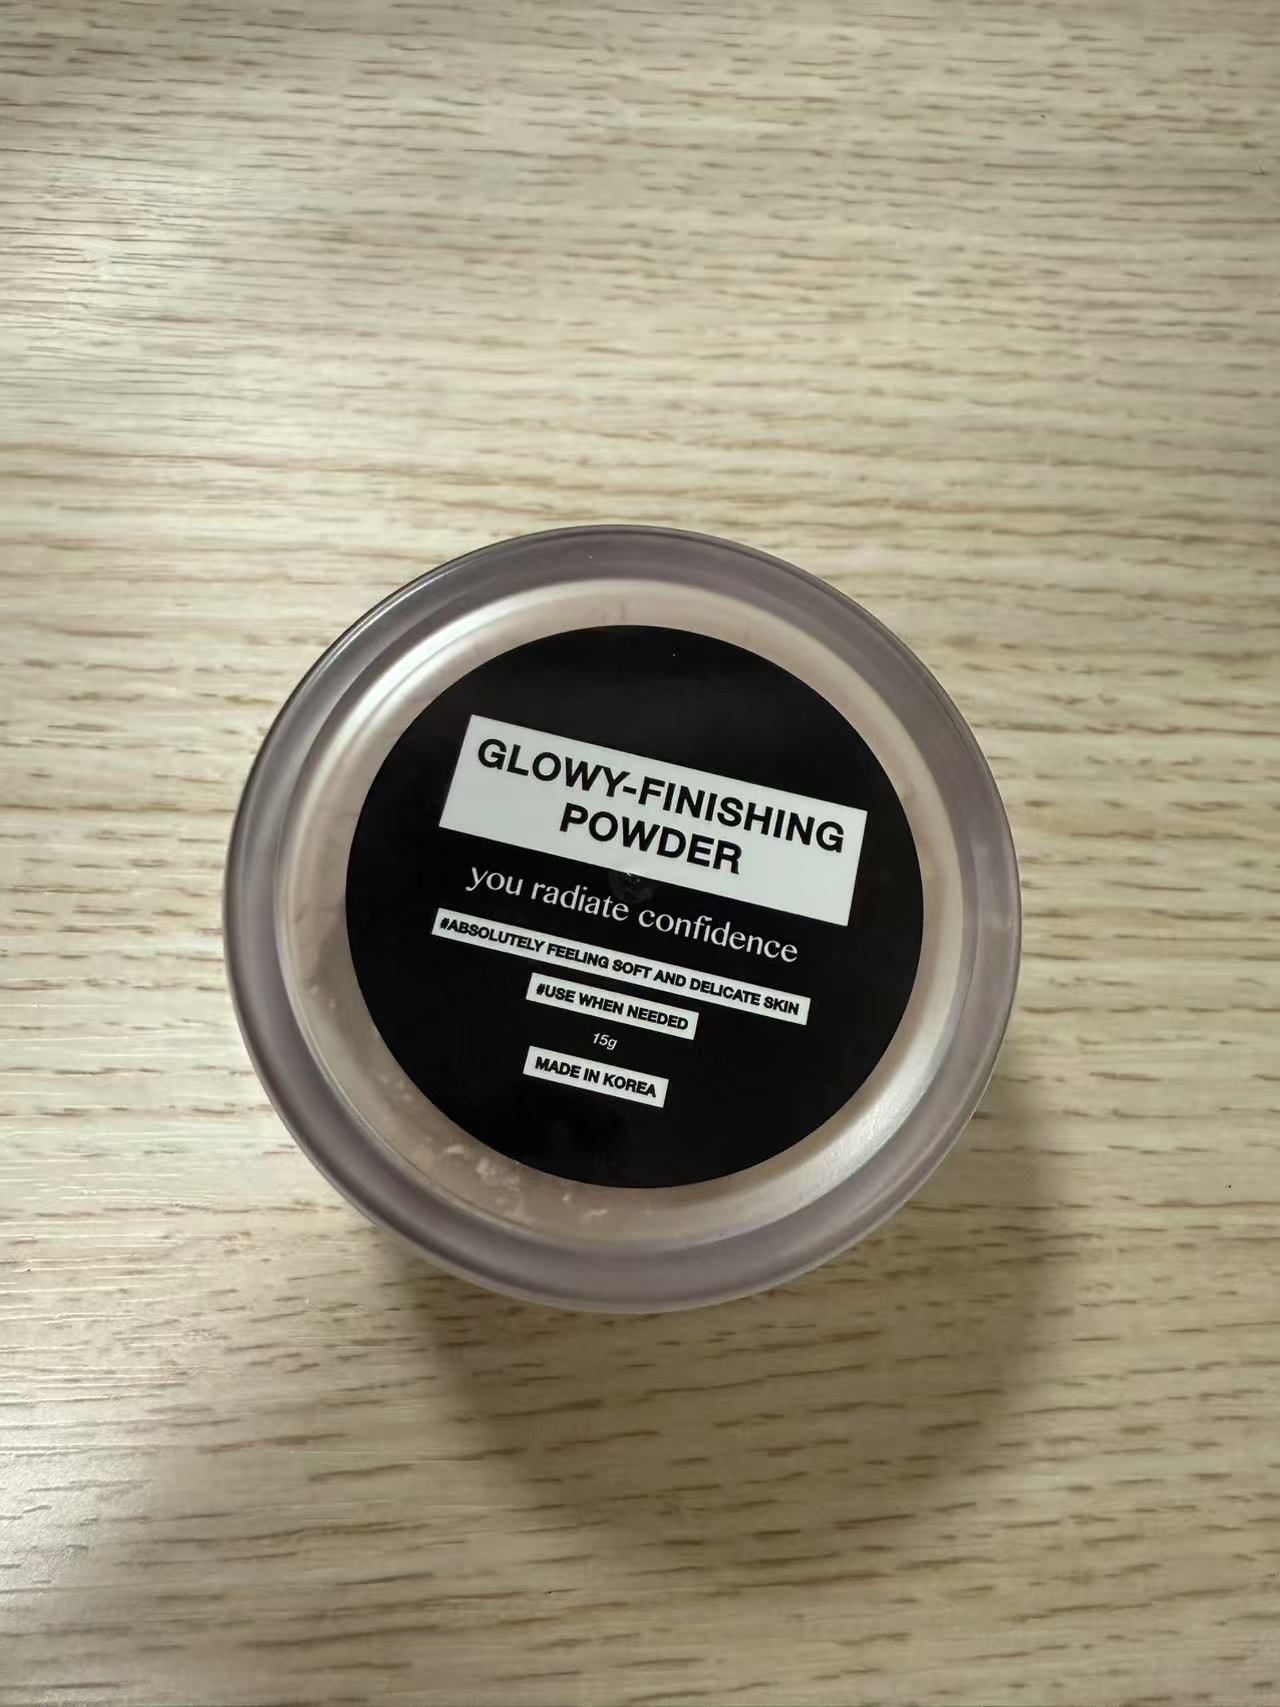 GLOWY-FINISHING
POWDER
you radiate confidence
#ABSOLUTELY FEELING SOFT AND DELICATE SKIN
#USE WHEN NEEDED
15g
MADE IN KOREA